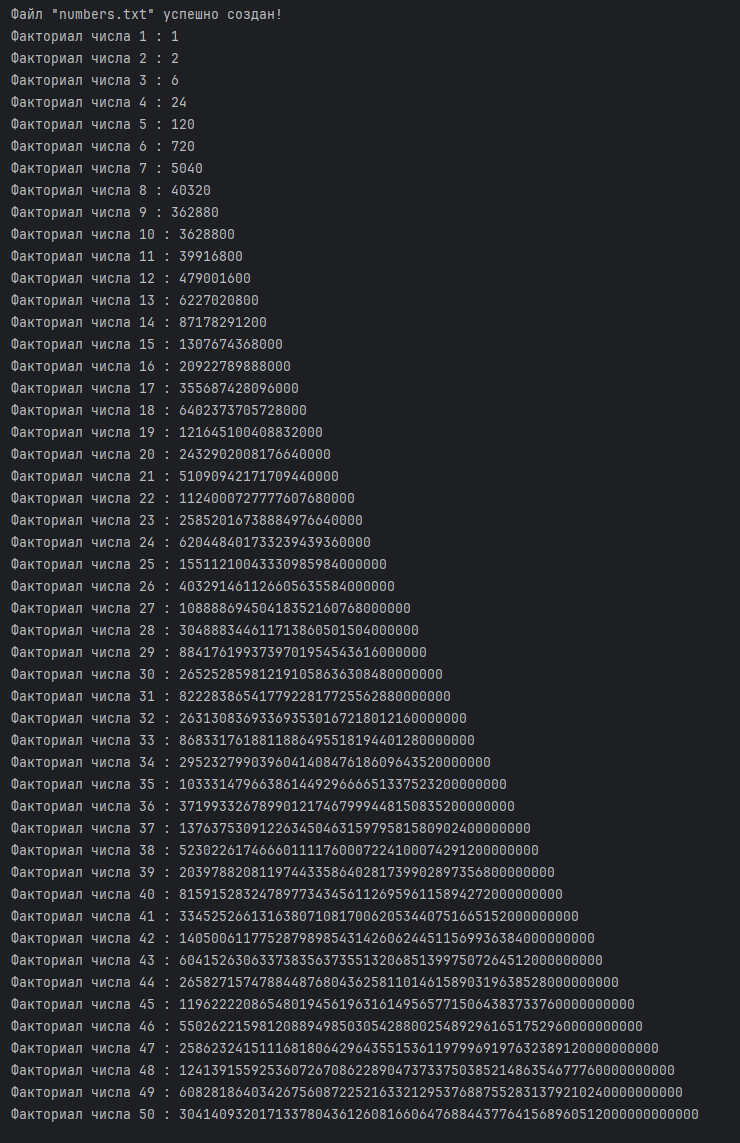 Файл "numbers.txt" успешно создан!
Факториал числа 1 : 1
Факториал числа 2 : 2
Факториал числа 3 : 6
Факториал числа 4 : 24
Факториал числа 5 : 120
Факториал числа 6 : 720
Факториал числа 7 : 5040
Факториал числа 8 : 40320
Факториал числа 9 : 362880
Факториал числа 10 : 3628800
Факториал числа 11 : 39916800
Факториал числа 12 : 479001600
Факториал числа 13 : 6227020800
Факториал числа 14 : 87178291200
Факториал числа 15 : 1307674368000
Факториал числа 16 : 20922789888000
Факториал числа 17 : 355687428096000
Факториал числа 18 : 6402373705728000
Факториал числа 19 : 121645100408832000
Факториал числа 20 : 2432902008176640000
Факториал числа 21 : 51090942171709440000
Факториал числа 22 : 1124000727777607680000
Факториал числа 23 : 25852016738884976640000
Факториал числа 24 : 620448401733239439360000
Факториал числа 25 : 15511210043330985984000000
Факториал числа 26 : 403291461126605635584000000
Факториал числа 27 : 10888869450418352160768000000
Факториал числа 28 : 304888344611713860501504000000
Факториал числа 29 : 8841761993739701954543616000000
Факториал числа 30 : 265252859812191058636308480000000
Факториал числа 31 : 8222838654177922817725562880000000
Факториал числа 32 : 263130836933693530167218012160000000
Факториал числа 33 : 8683317618811886495518194401280000000
Факториал числа 34 : 295232799039604140847618609643520000000
Факториал числа 35 : 10333147966386144929666651337523200000000
Факториал числа 36 : 371993326789901217467999448150835200000000
Факториал числа 37 : 13763753091226345046315979581580902400000000
Факториал числа 38 : 523022617466601111760007224100074291200000000
Факториал числа 39 : 20397882081197443358640281739902897356800000000
Факториал числа 40 : 815915283247897734345611269596115894272000000000
Факториал числа 41 : 33452526613163807108170062053440751665152000000000
Факториал числа 42 : 1405006117752879898543142606244511569936384000000000
Факториал числа 43 : 60415263063373835637355132068513997507264512000000000
Факториал числа 44 : 2658271574788448768043625811014615890319638528000000000
Факториал числа 45 : 119622220865480194561963161495657715064383733760000000000
Факториал числа 46 : 5502622159812088949850305428800254892961651752960000000000
Факториал числа 47 : 258623241511168180642964355153611979969197632389120000000000
Факториал числа 48 : 12413915592536072670862289047373375038521486354677760000000000
Факториал числа 49 : 608281864034267560872252163321295376887552831379210240000000000
Факториал числа 50 : 30414093201713378043612608166064768844377641568960512000000000000